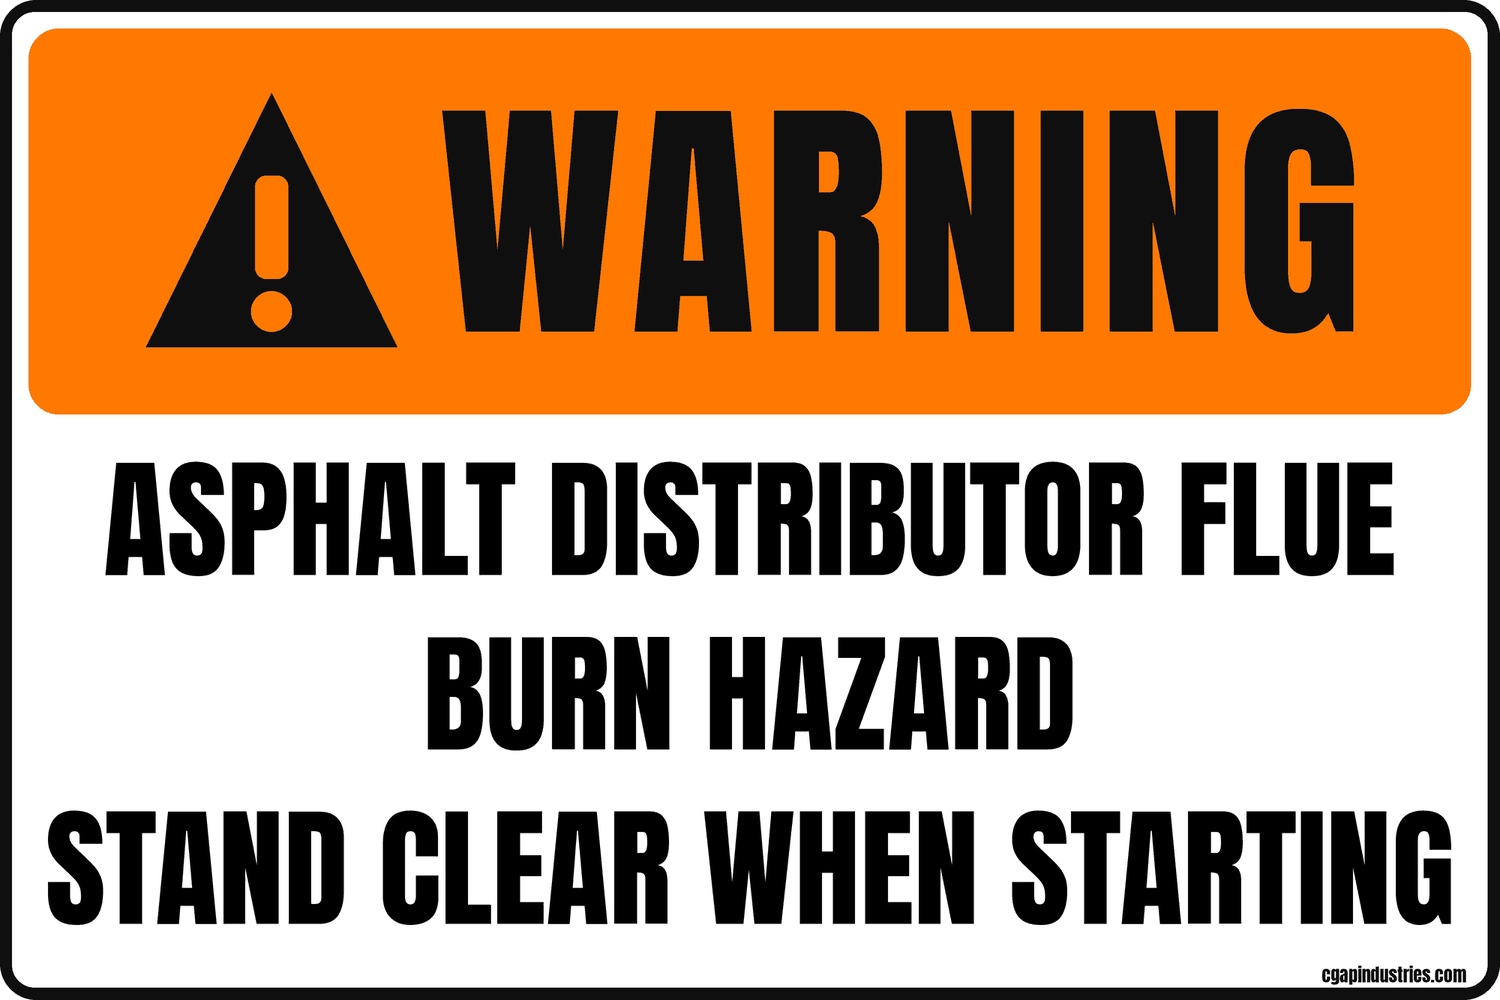 WARNING
ASPHALT DISTRIBUTOR FLUE
BURN HAZARD
STAND CLEAR WHEN STARTING
cgapindustries.com